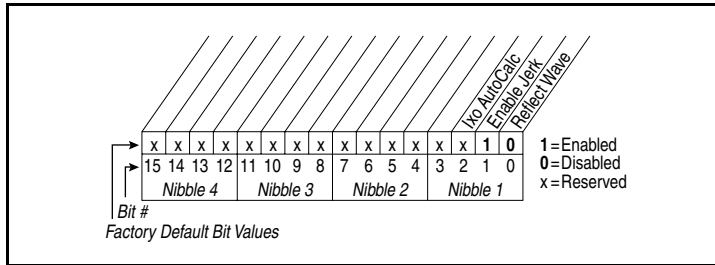 Ixo AutoCalc
Enable Jerk
Reflect Wave
x x x x x x x x x x x x x x 1 0
15 14 13 12 11 10 9 8 7 6 5 4 3 2 1 0
Nibble 4 Nibble 3 Nibble 2 Nibble 1
1=Enabled
0=Disabled
x=Reserved
Bit #
Factory Default Bit Values